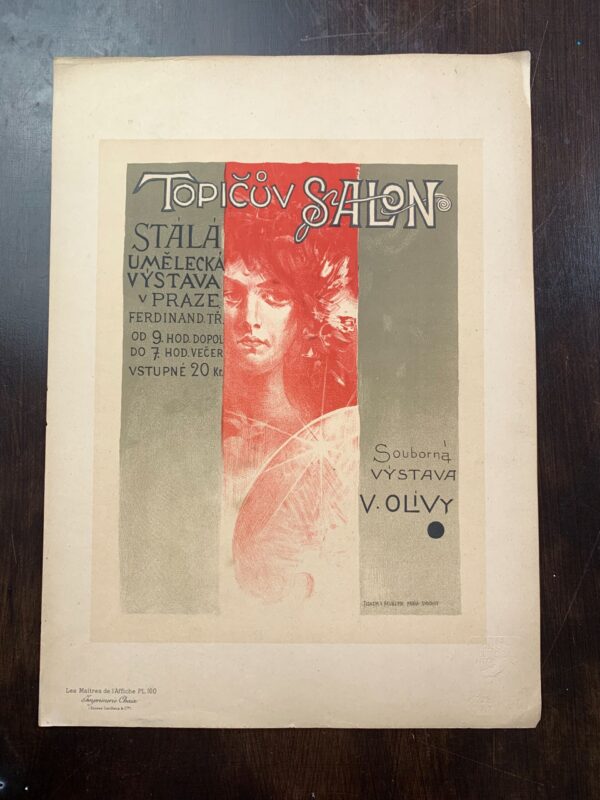 TOPIČŮV SALON
STÁLÁ
UMĚLECKÁ
VÝSTAVA
V PRAZE
FERDINAND. TŘ.
OD 9. HOD. DOPOL
DO 7. HOD. VEČER
VSTUPNÉ 20 Kr.
Souborná
VÝSTAVA
V. OLIVY
Les Maîtres de l'Affiche PL. 160
Imprimerie Chaix